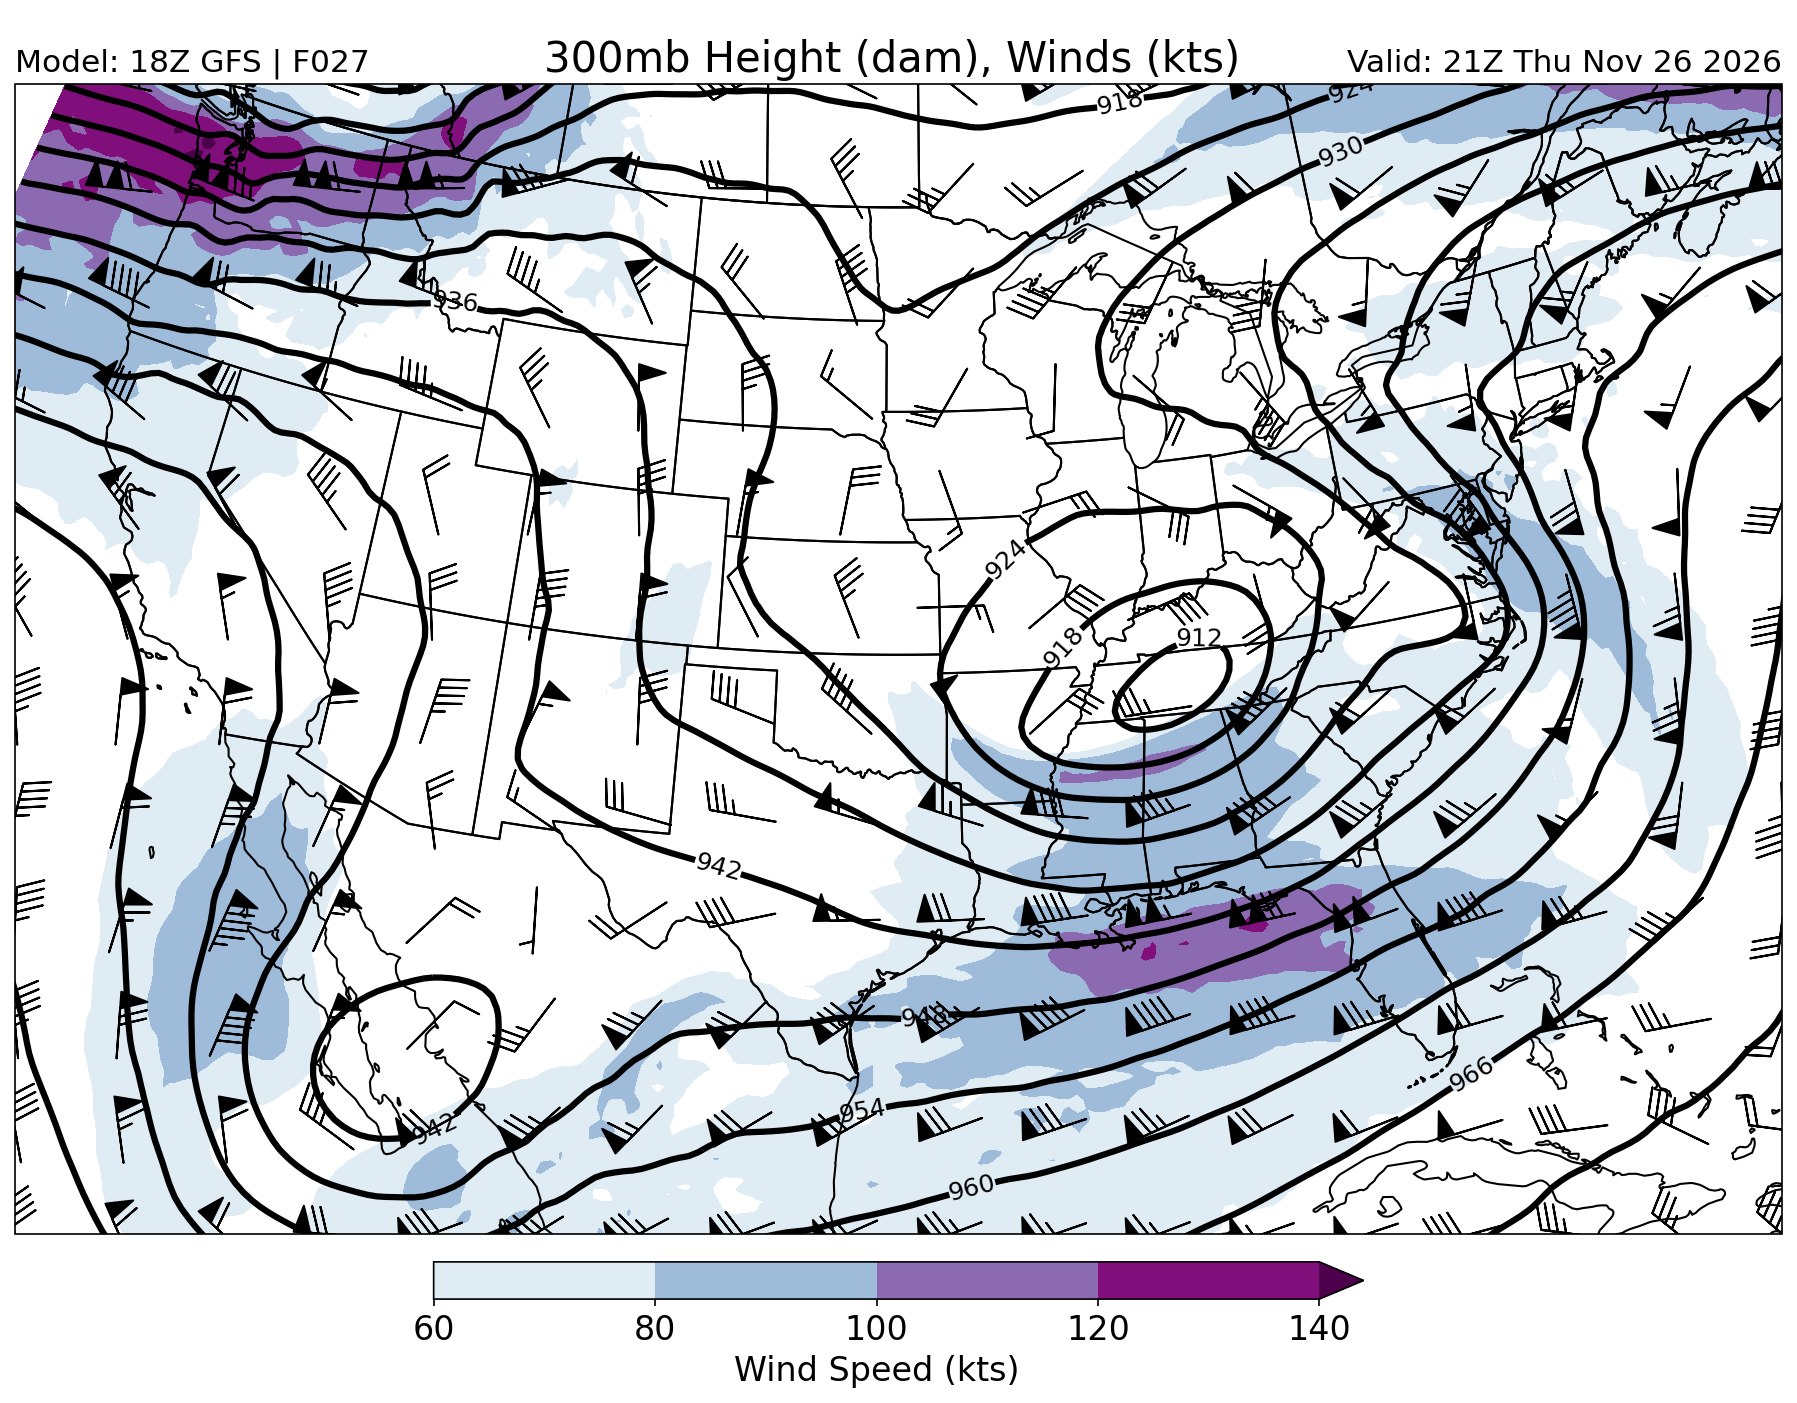 Model: 18Z GFS | F027
300mb Height (dam), Winds (kts)
Valid: 21Z Thu Nov 26 2026
918
924
930
936
924
918
912
942
948
942
954
960
966
60 80 100 120 140
Wind Speed (kts)